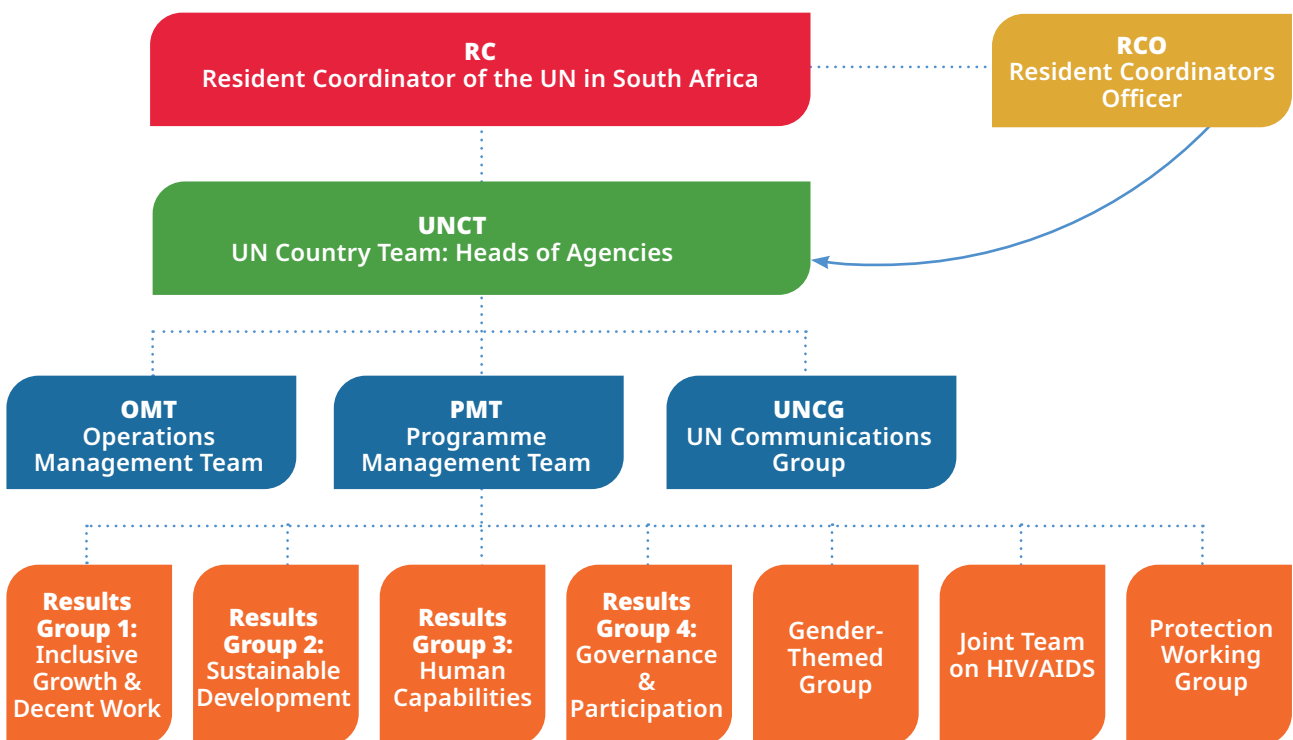 RC
Resident Coordinator of the UN in South Africa
RCO
Resident Coordinators
Officer
UNCT
UN Country Team: Heads of Agencies
OMT
Operations
Management Team
PMT
Programme
Management Team
UNCG
UN Communications
Group
Results
Group 1:
Inclusive
Growth &
Decent Work
Results
Group 2:
Sustainable
Development
Results
Group 3:
Human
Capabilities
Results
Group 4:
Governance
&
Participation
Gender-
Themed
Group
Joint Team
on HIV/AIDS
Protection
Working
Group